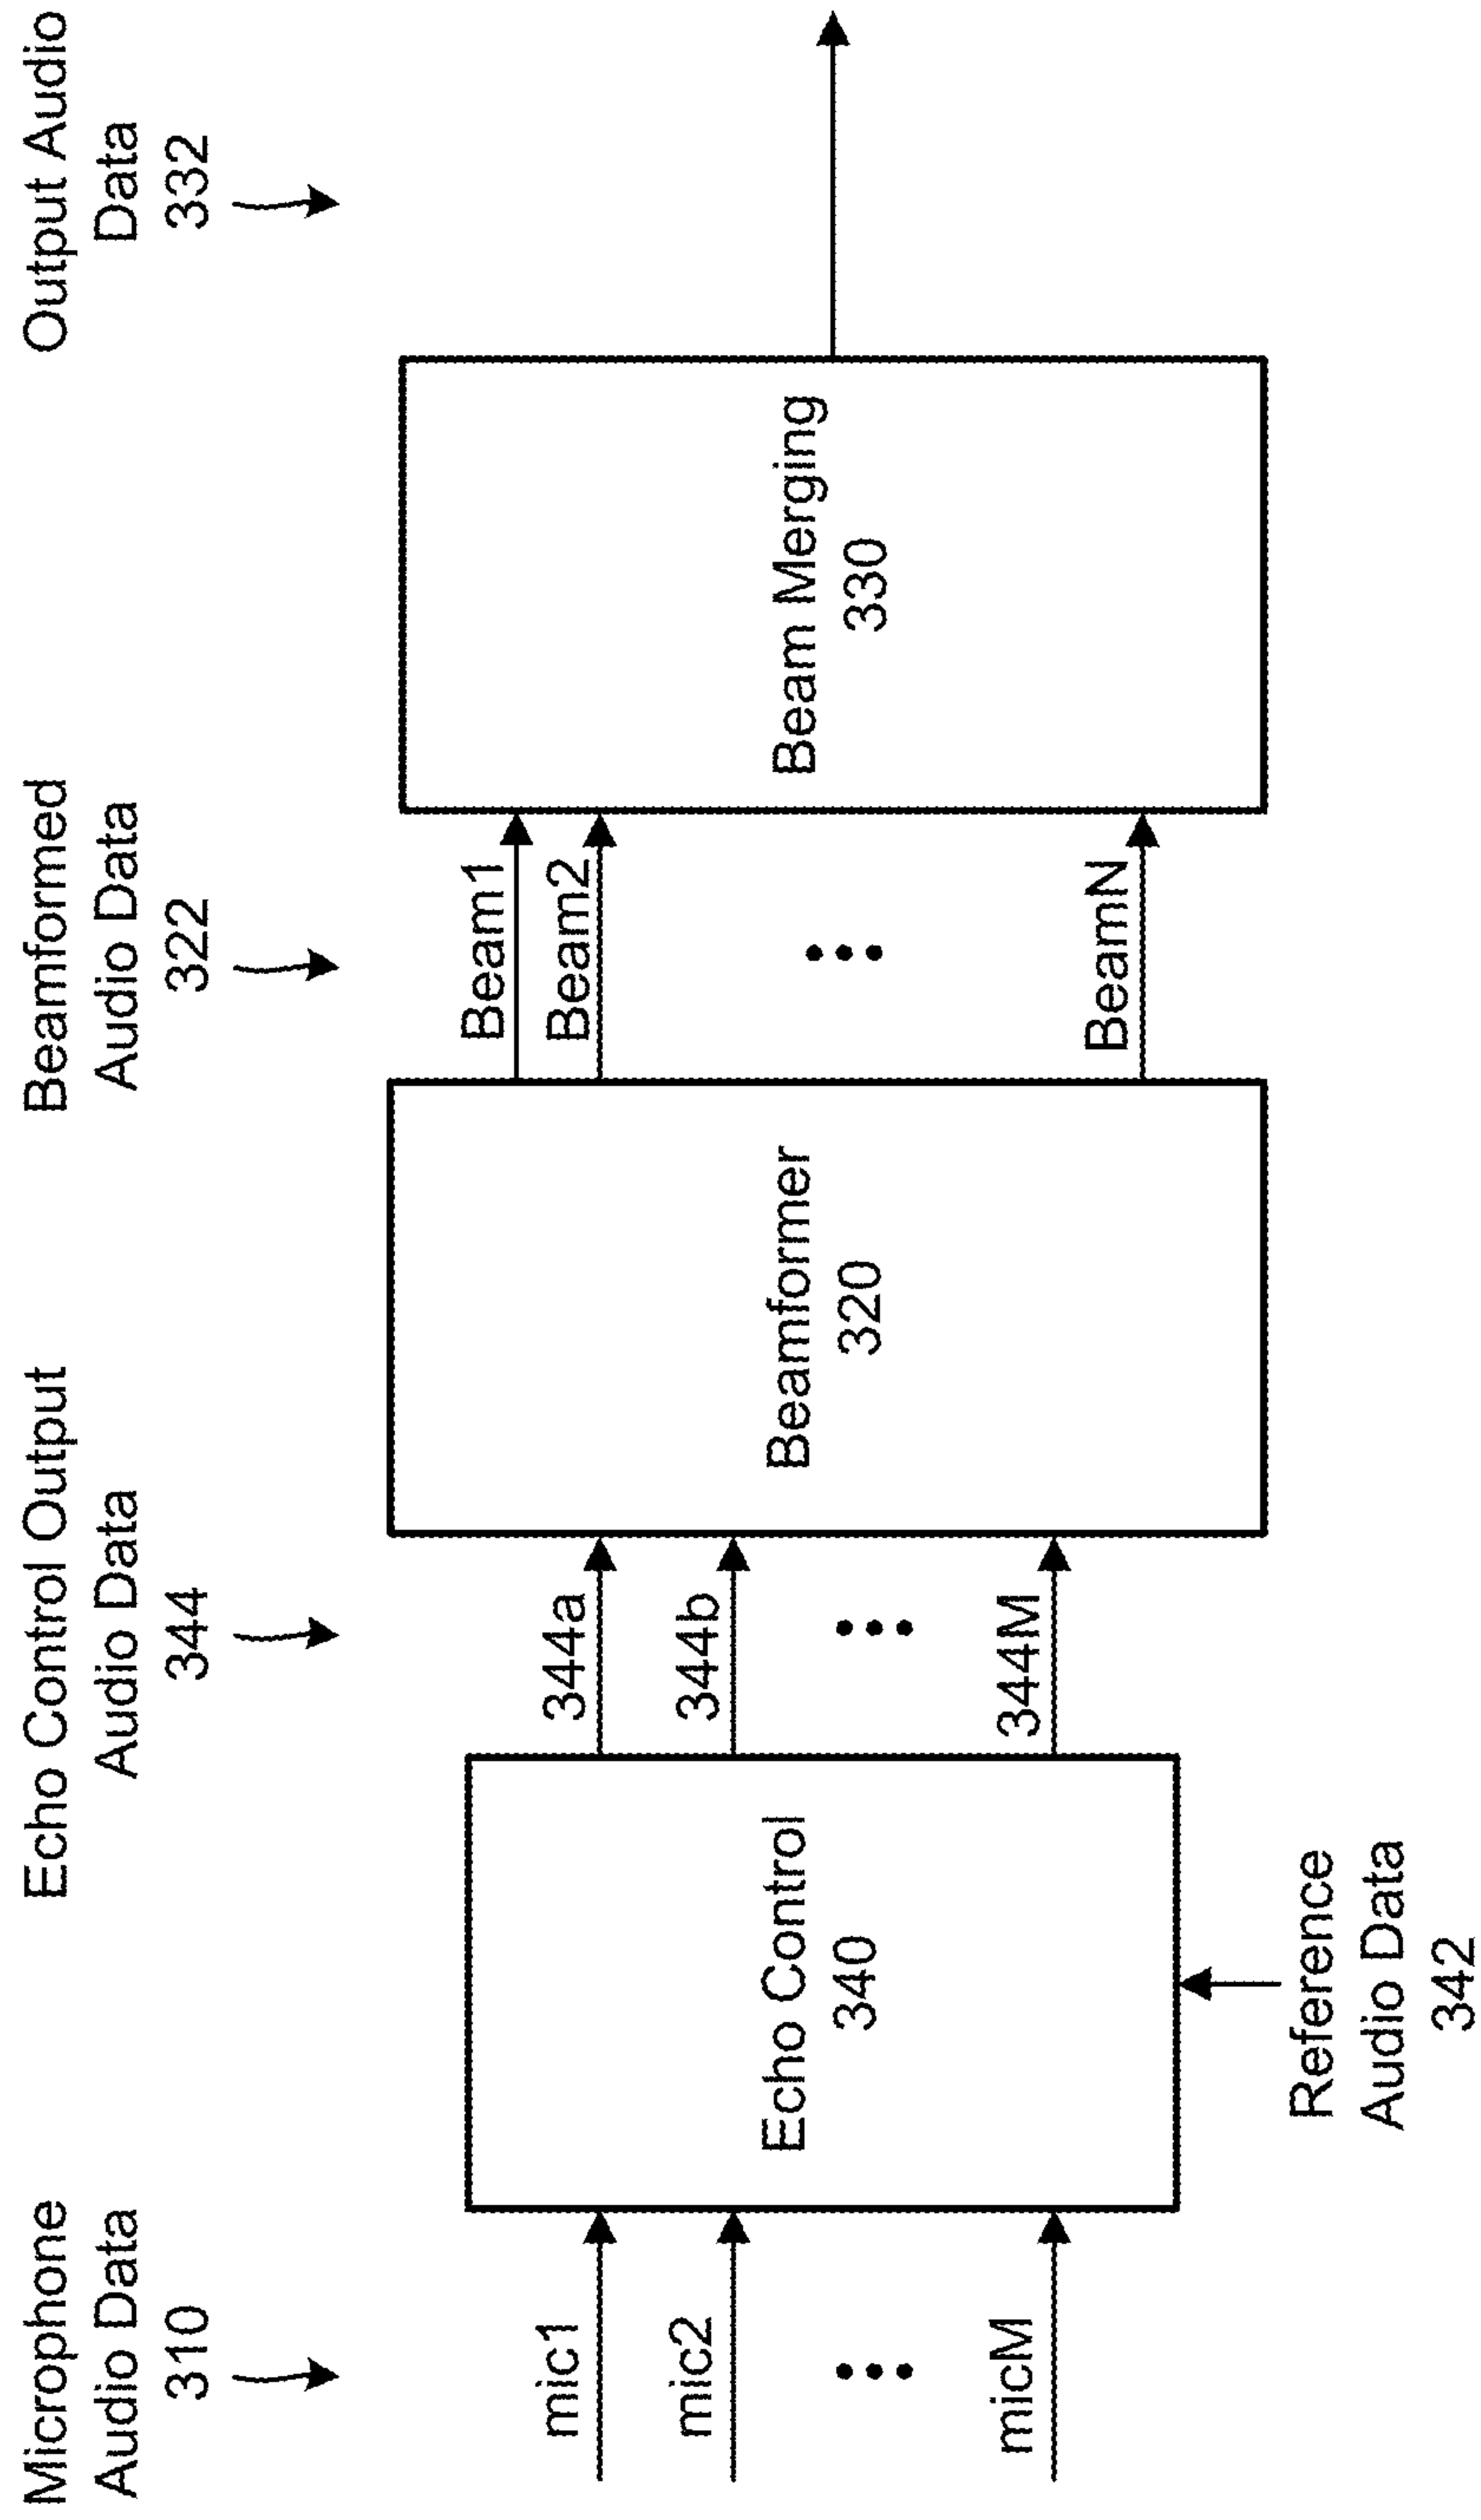 Microphone
Audio Data
310
Echo Control Output
Audio Data
344
Beamformed
Audio Data
322
Output Audio
Data
332
mic1
mic2
micM
Echo Control
340
Reference
Audio Data
342
344a
344b
344M
Beamformer
320
Beam1
Beam2
BeamN
Beam Merging
330